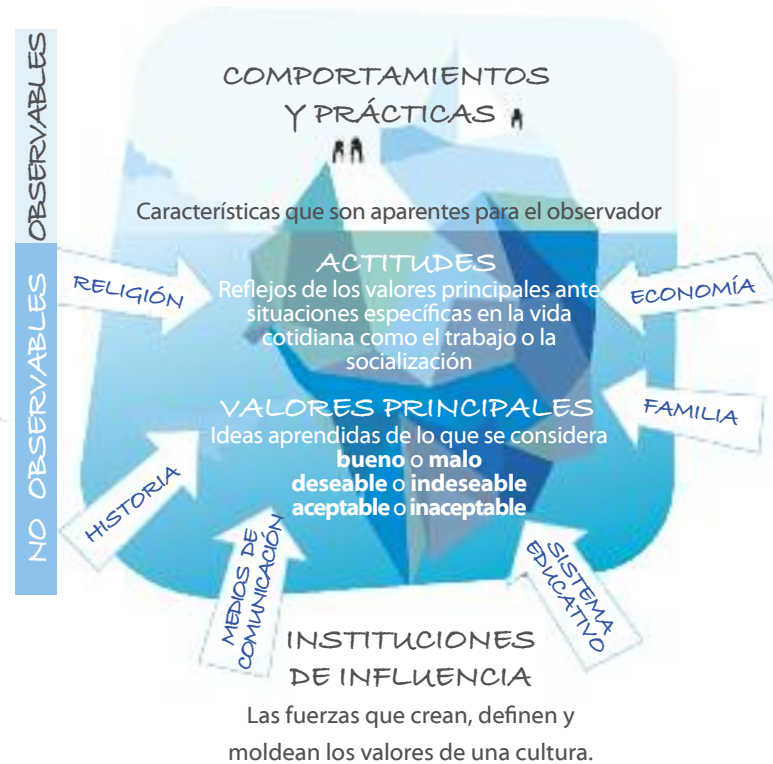 OBSERVABLES
COMPORTAMIENTOS
Y PRÁCTICAS
Características que son aparentes para el observador
NO OBSERVABLES
RELIGIÓN
ACTITUDES
Reflejos de los valores principales ante
situaciones específicas en la vida
cotidiana como el trabajo o la
socialización
ECONOMÍA
VALORES PRINCIPALES
Ideas aprendidas de lo que se considera
bueno o malo
deseable o indeseable
aceptable o inaceptable
FAMILIA
HISTORIA
MEDIOS DE
COMUNICACIÓN
SISTEMA
EDUCATIVO
INSTITUCIONES
DE INFLUENCIA
Las fuerzas que crean, definen y
moldean los valores de una cultura.